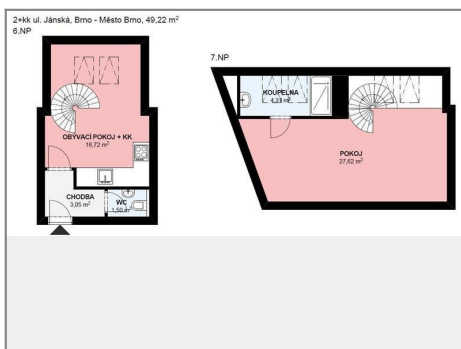 2+kk ul. Jánská, Brno - Město Brno, 49,22 m²
6.NP
OBÝVACÍ POKOJ + KK
16,72 m²
CHODBA
3,05 m²
WC
1,50 m²
7.NP
KOUPELNA
4,23 m²
POKOJ
27,62 m²